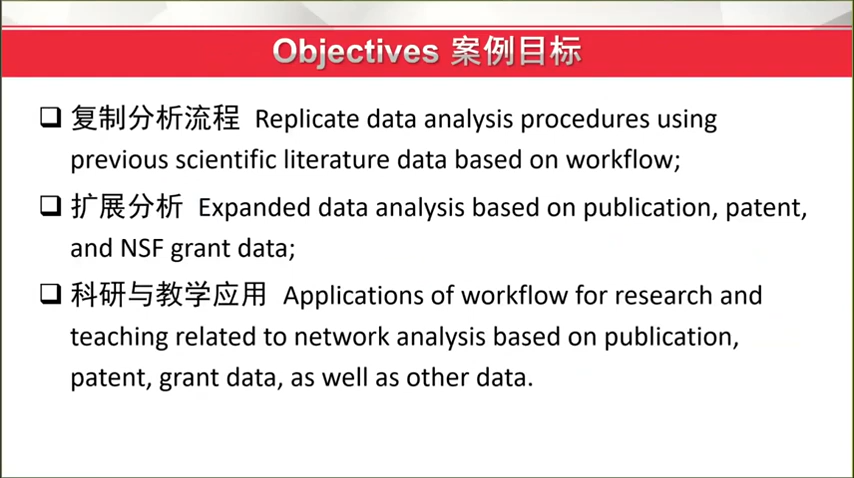 Objectives 案例目标
复制分析流程 Replicate data analysis procedures using
previous scientific literature data based on workflow;
扩展分析 Expanded data analysis based on publication, patent,
and NSF grant data;
科研与教学应用 Applications of workflow for research and
teaching related to network analysis based on publication,
patent, grant data, as well as other data.